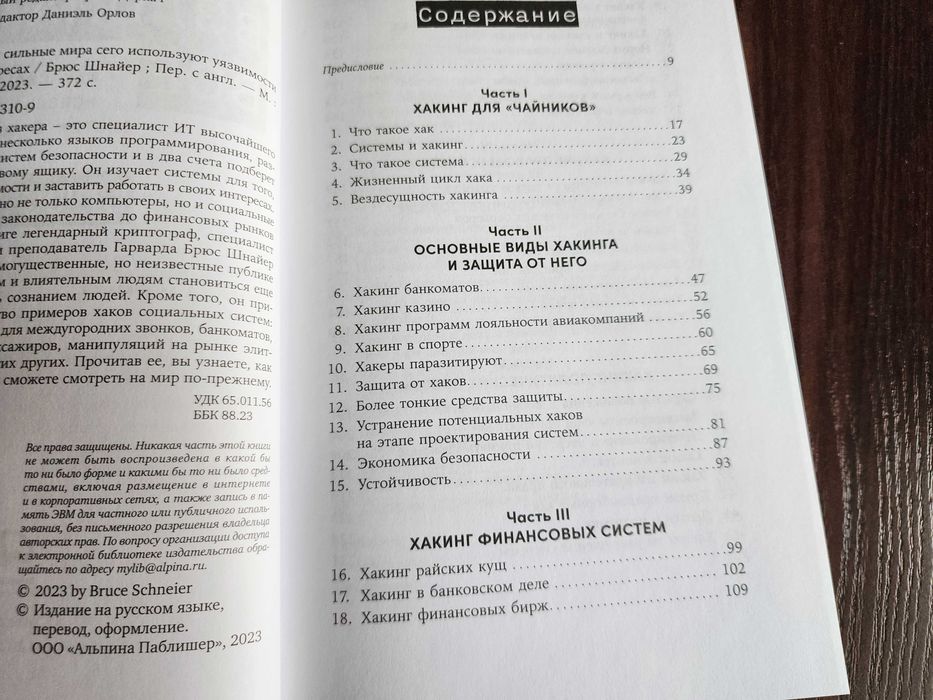 дактор Даниэль Орлов
сильные мира сего используют уязвимости
ресах / Брюс Шнайер ; Пер. с англ. — М. :
2023. — 372 с.
310-9
хакера – это специалист ИТ высочайшего
несколько языков программирования, раз-
истем безопасности и в два счета подберет
вому ящику. Он изучает системы для того,
мости и заставить работать в своих интересах.
но не только компьютеры, но и социальные
законодательства до финансовых рынков
иге легендарный криптограф, специалист
и преподаватель Гарварда Брюс Шнайер
могущественные, но неизвестные публике
м и влиятельным людям становиться еще
ь сознанием людей. Кроме того, он при-
тво примеров хаков социальных систем:
для междугородних звонков, банкоматов,
ссажиров, манипуляций на рынке элит-
гих других. Прочитав ее, вы узнаете, как
сможете смотреть на мир по-прежнему.
УДК 65.011.56
ББК 88.23
Все права защищены. Никакая часть этой книги
не может быть воспроизведена в какой бы
то ни было форме и какими бы то ни было сред-
ствами, включая размещение в интернете
и в корпоративных сетях, а также запись в па-
мять ЭВМ для частного или публичного исполь-
зования, без письменного разрешения владельца
авторских прав. По вопросу организации доступа
к электронной библиотеке издательства обра-
щайтесь по адресу mylib@alpina.ru.
© 2023 by Bruce Schneier
© Издание на русском языке,
перевод, оформление.
ООО «Альпина Паблишер», 2023
Содержание
Предисловие 9
Часть I
ХАКИНГ ДЛЯ «ЧАЙНИКОВ»
1. Что такое хак 17
2. Системы и хакинг 23
3. Что такое система 29
4. Жизненный цикл хака 34
5. Вездесущность хакинга 39
Часть II
ОСНОВНЫЕ ВИДЫ ХАКИНГА
И ЗАЩИТА ОТ НЕГО
6. Хакинг банкоматов 47
7. Хакинг казино 52
8. Хакинг программ лояльности авиакомпаний 56
9. Хакинг в спорте 60
10. Хакеры паразитируют 65
11. Защита от хаков 69
12. Более тонкие средства защиты 75
13. Устранение потенциальных хаков
на этапе проектирования систем 81
14. Экономика безопасности 87
15. Устойчивость 93
Часть III
ХАКИНГ ФИНАНСОВЫХ СИСТЕМ
16. Хакинг райских кущ 99
17. Хакинг в банковском деле 102
18. Хакинг финансовых бирж 109